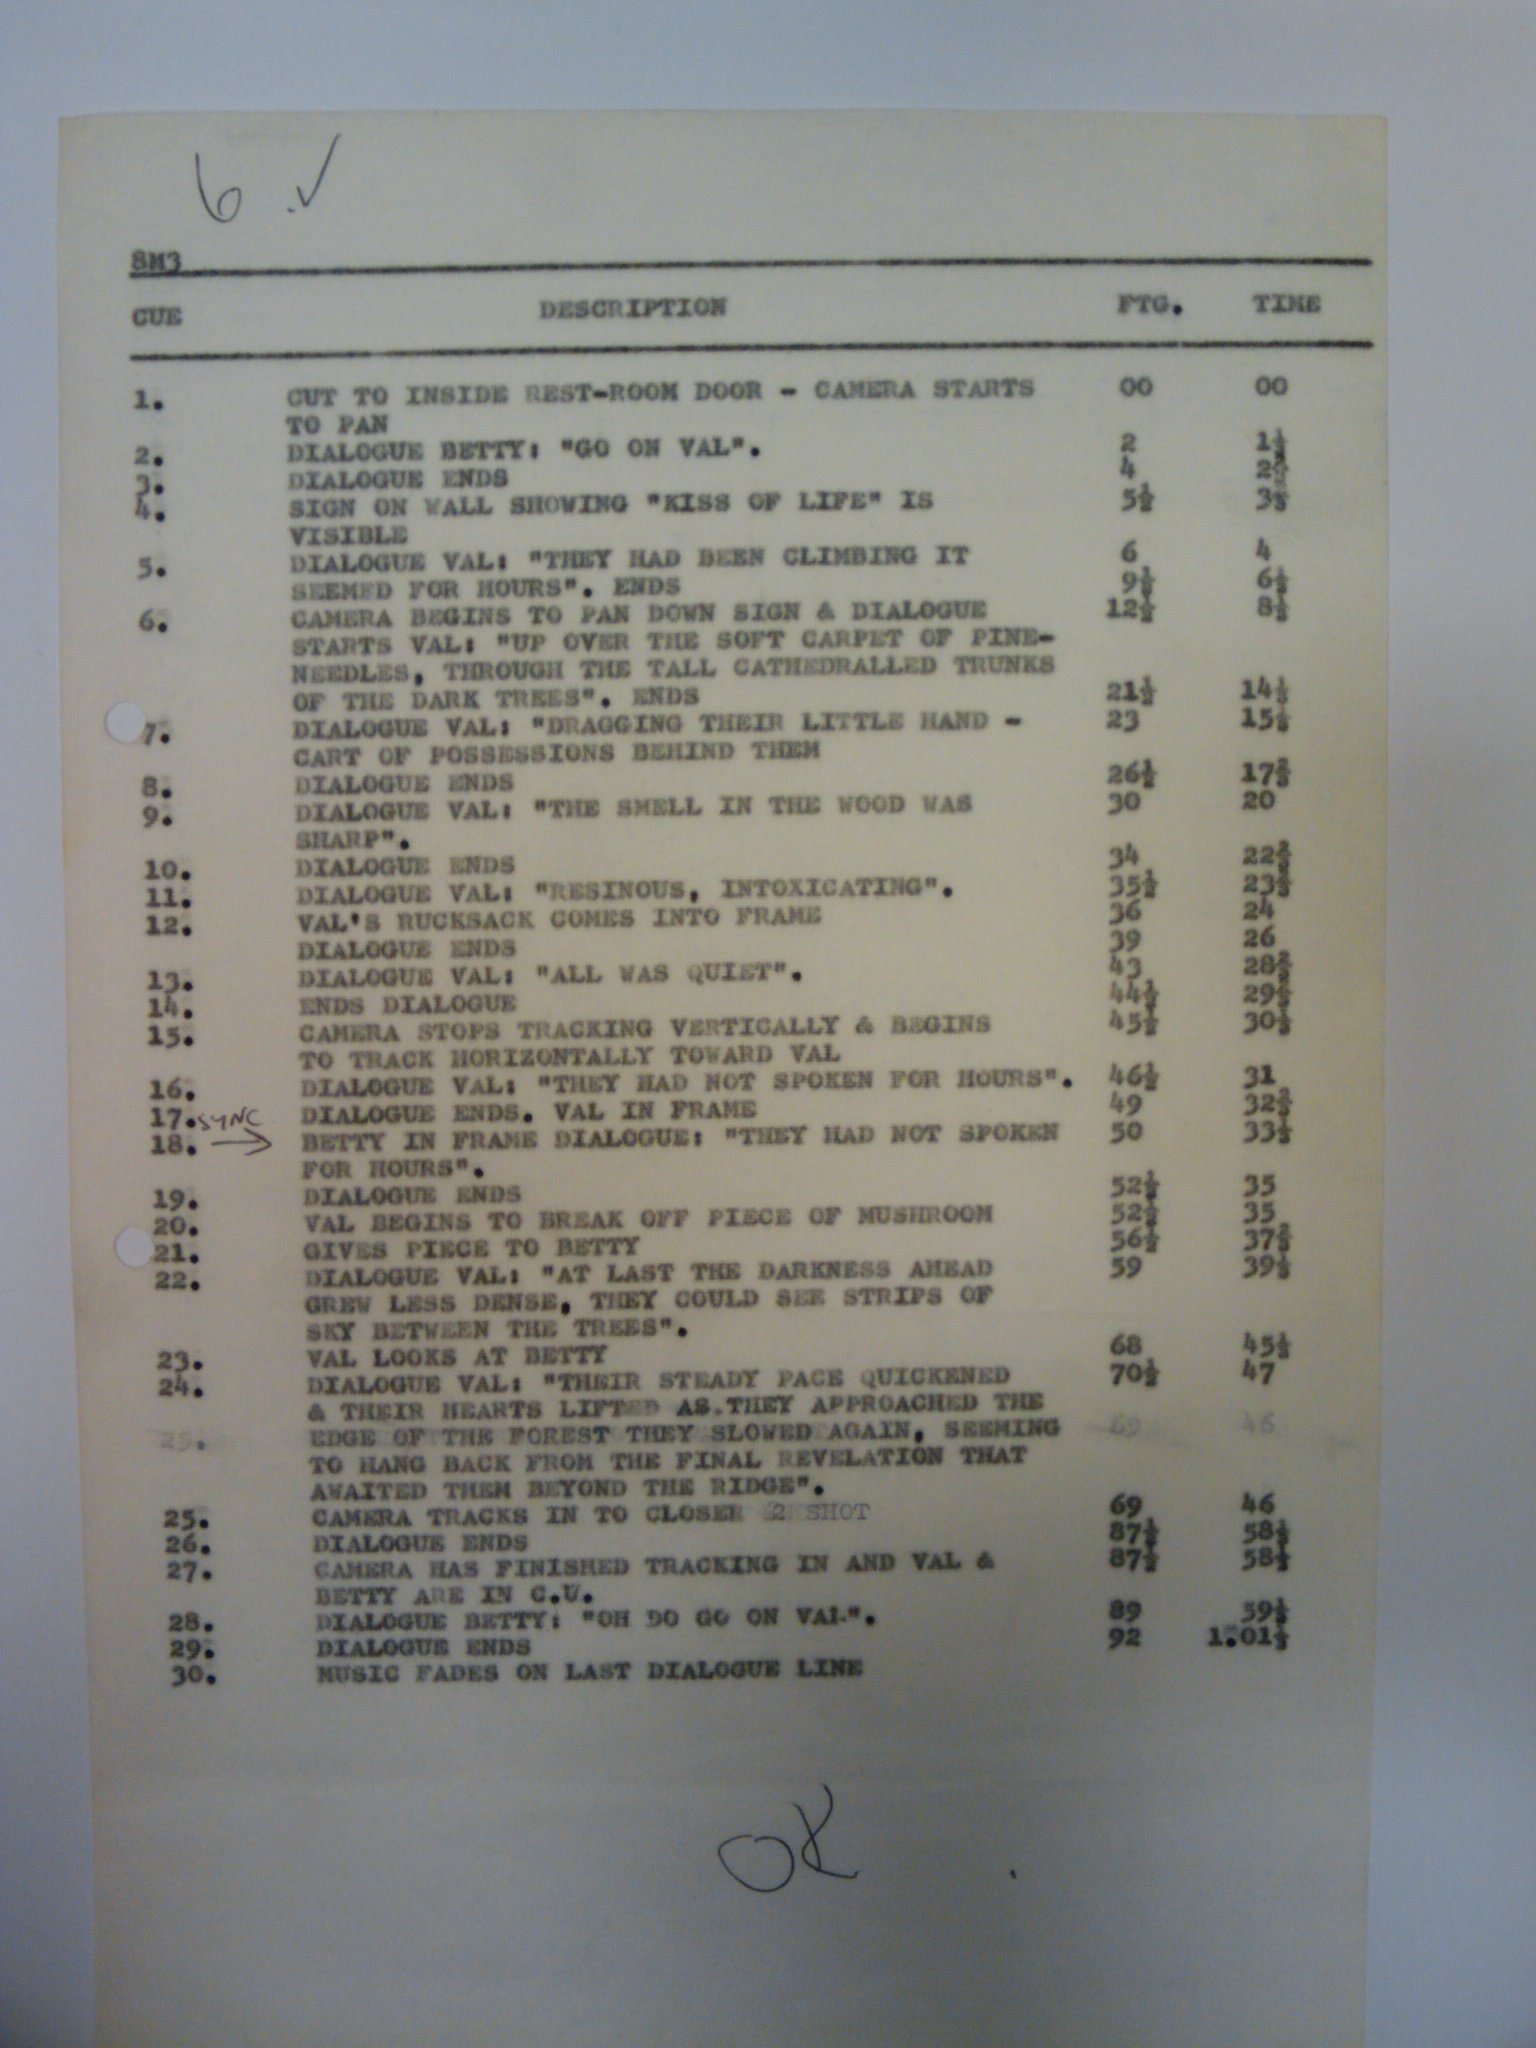 6 ✓
8M3
CUE DESCRIPTION FTG. TIME
1. CUT TO INSIDE REST-ROOM DOOR - CAMERA STARTS 00 00
TO PAN
2. DIALOGUE BETTY: "GO ON VAL". 2 1⅓
3. DIALOGUE ENDS 4 2⅔
4. SIGN ON WALL SHOWING "KISS OF LIFE" IS 5½ 3⅔
VISIBLE
5. DIALOGUE VAL: "THEY HAD BEEN CLIMBING IT 6 4
SEEMED FOR HOURS". ENDS 9½ 6⅓
6. CAMERA BEGINS TO PAN DOWN SIGN & DIALOGUE 12½ 8⅓
STARTS VAL: "UP OVER THE SOFT CARPET OF PINE-
NEEDLES, THROUGH THE TALL CATHEDRALLED TRUNKS
OF THE DARK TREES". ENDS 21½ 14⅓
7. DIALOGUE VAL: "DRAGGING THEIR LITTLE HAND - 23 15⅓
CART OF POSSESSIONS BEHIND THEM
8. DIALOGUE ENDS 26½ 17⅔
9. DIALOGUE VAL: "THE SMELL IN THE WOOD WAS 30 20
SHARP".
10. DIALOGUE ENDS 34 22⅔
11. DIALOGUE VAL: "RESINOUS, INTOXICATING". 35½ 23⅔
12. VAL'S RUCKSACK COMES INTO FRAME 36 24
DIALOGUE ENDS 39 26
13. DIALOGUE VAL: "ALL WAS QUIET". 43 28⅔
14. ENDS DIALOGUE 44½ 29⅔
15. CAMERA STOPS TRACKING VERTICALLY & BEGINS 45½ 30⅓
TO TRACK HORIZONTALLY TOWARD VAL
16. DIALOGUE VAL: "THEY HAD NOT SPOKEN FOR HOURS". 46½ 31
17. SYNC DIALOGUE ENDS. VAL IN FRAME 49 32⅔
18. → BETTY IN FRAME DIALOGUE: "THEY HAD NOT SPOKEN 50 33⅓
FOR HOURS".
19. DIALOGUE ENDS 52½ 35
20. VAL BEGINS TO BREAK OFF PIECE OF MUSHROOM 52½ 35
21. GIVES PIECE TO BETTY 56½ 37⅔
22. DIALOGUE VAL: "AT LAST THE DARKNESS AHEAD 59 39⅓
GREW LESS DENSE, THEY COULD SEE STRIPS OF
SKY BETWEEN THE TREES".
23. VAL LOOKS AT BETTY 68 45⅓
24. DIALOGUE VAL: "THEIR STEADY PACE QUICKENED 70½ 47
& THEIR HEARTS LIFTED AS.THEY APPROACHED THE
25. EDGE OF THE FOREST THEY SLOWED AGAIN, SEEMING 69 46
TO HANG BACK FROM THE FINAL REVELATION THAT
AWAITED THEM BEYOND THE RIDGE".
25. CAMERA TRACKS IN TO CLOSER 2 SHOT 69 46
26. DIALOGUE ENDS 87½ 58⅓
27. CAMERA HAS FINISHED TRACKING IN AND VAL & 87½ 58⅓
BETTY ARE IN C.U.
28. DIALOGUE BETTY: "OH DO GO ON VAL". 89 59⅓
29. DIALOGUE ENDS 92 1.01⅓
30. MUSIC FADES ON LAST DIALOGUE LINE
OK